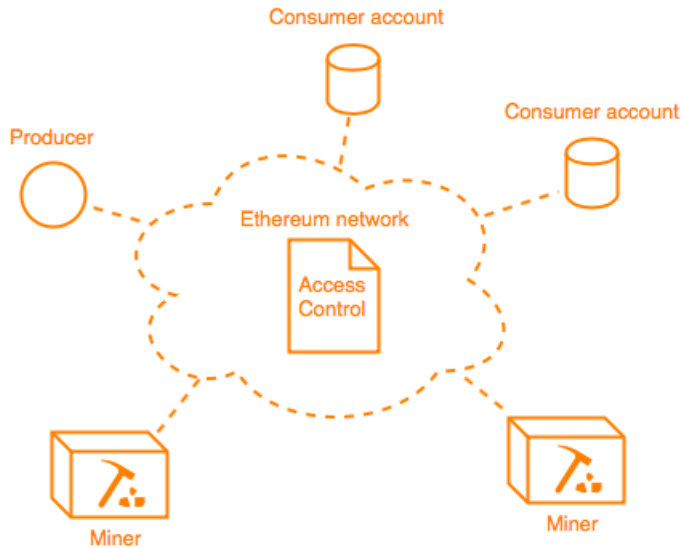 Consumer account
Consumer account
Producer
Ethereum network
Access
Control
Miner
Miner